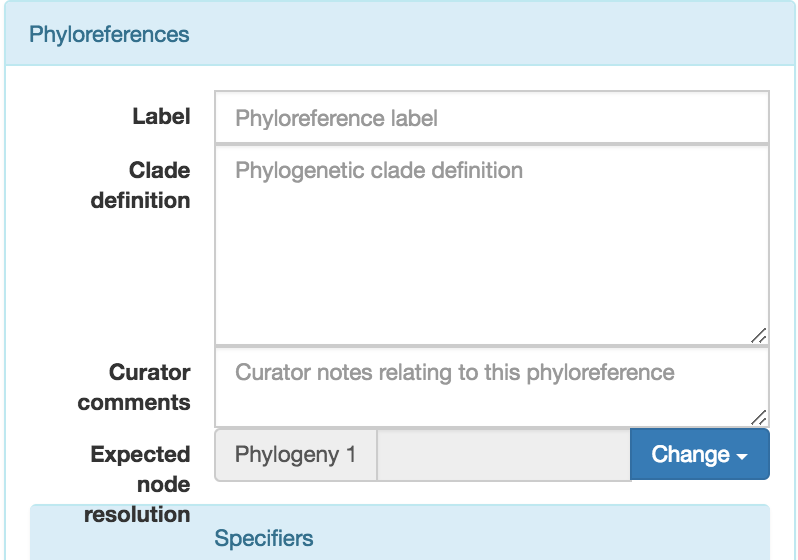 Phyloreferences
Label
Phyloreference label
Clade
definition
Phylogenetic clade definition
Curator
comments
Curator notes relating to this phyloreference
Expected
node
resolution
Phylogeny 1
Change
Specifiers